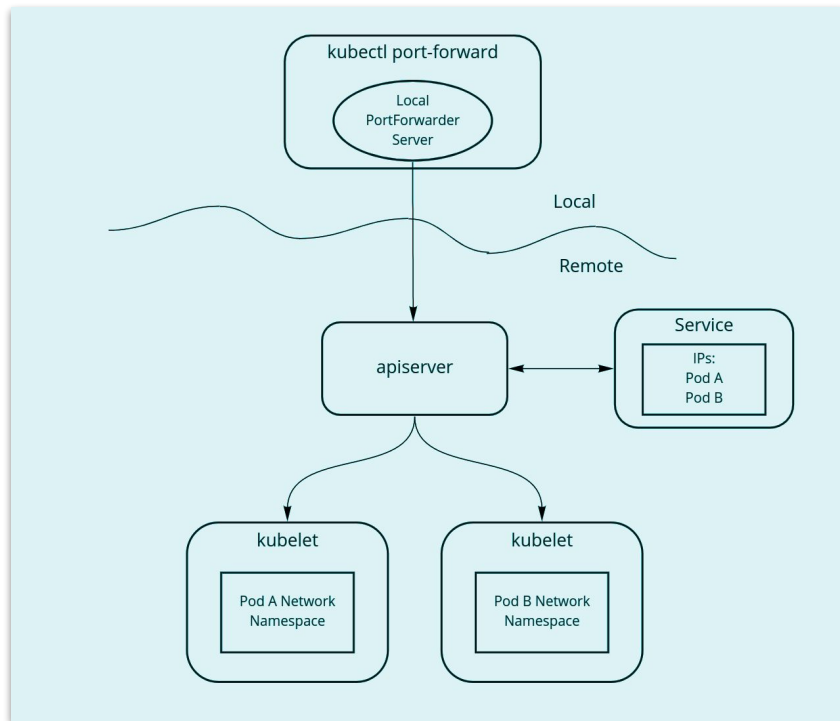 kubectl port-forward
Local
PortForwarder
Server
Local
Remote
apiserver
Service
IPs:
Pod A
Pod B
kubelet
Pod A Network
Namespace
kubelet
Pod B Network
Namespace